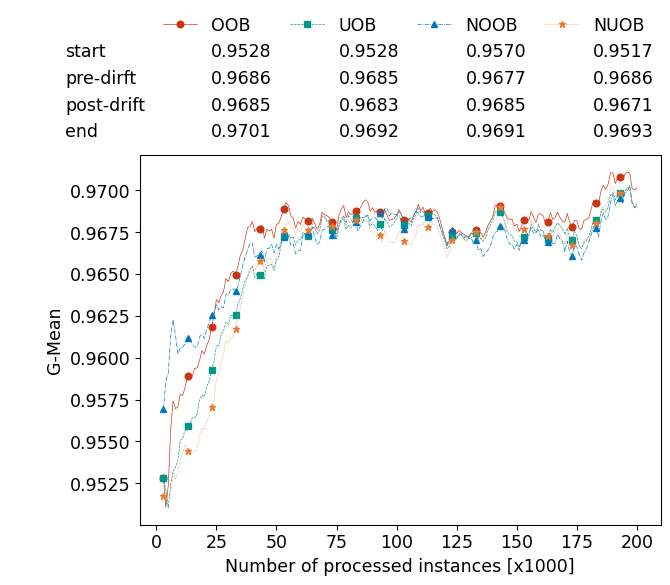 OOB UOB NOOB NUOB
start 0.9528 0.9528 0.9570 0.9517
pre-dirft 0.9686 0.9685 0.9677 0.9686
post-drift 0.9685 0.9683 0.9685 0.9671
end 0.9701 0.9692 0.9691 0.9693
0.9700
0.9675
0.9650
0.9625
0.9600
0.9575
0.9550
0.9525
G-Mean
0 25 50 75 100 125 150 175 200
Number of processed instances [x1000]